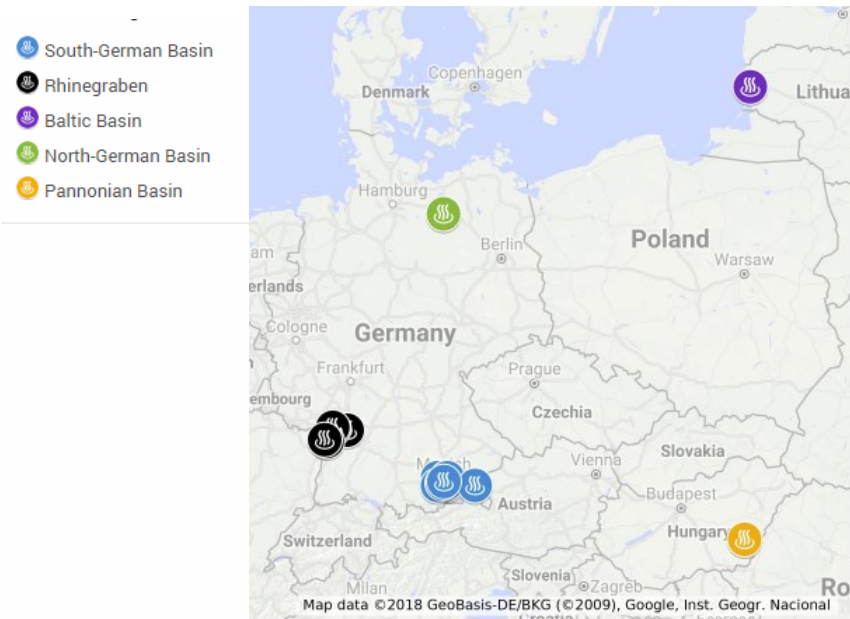 South-German Basin
Rhinegraben
Baltic Basin
North-German Basin
Pannonian Basin
Copenhagen
Denmark
Lithua
Hamburg
Berlin
Poland
Warsaw
am
erlands
Cologne
Germany
Frankfurt
Prague
embourg
Czechia
Slovakia
Vienna
Budapest
Austria
Hungary
Switzerland
Slovenia
Zagreb
Milan
Ro
Map data ©2018 GeoBasis-DE/BKG (©2009), Google, Inst. Geogr. Nacional